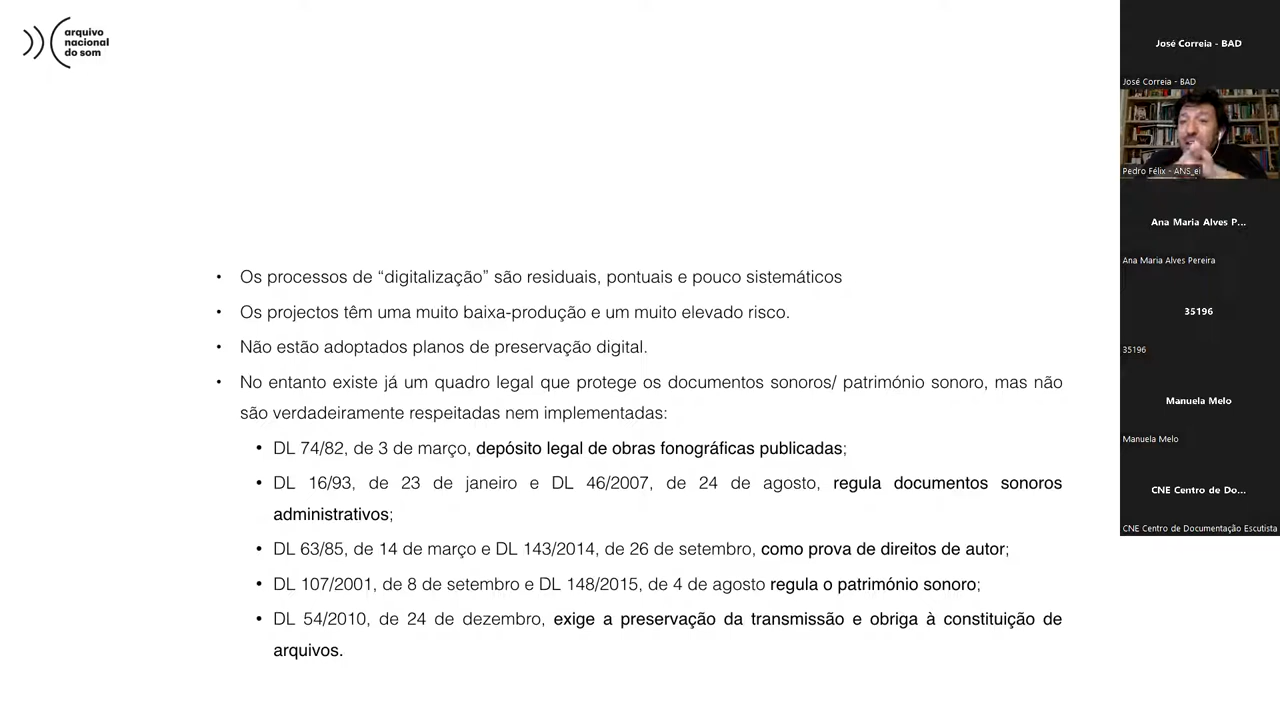 arquivo
nacional
do som
• Os processos de “digitalização” são residuais, pontuais e pouco sistemáticos
• Os projectos têm uma muito baixa-produção e um muito elevado risco.
• Não estão adoptados planos de preservação digital.
• No entanto existe já um quadro legal que protege os documentos sonoros/ património sonoro, mas não
são verdadeiramente respeitadas nem implementadas:
• DL 74/82, de 3 de março, depósito legal de obras fonográficas publicadas;
• DL 16/93, de 23 de janeiro e DL 46/2007, de 24 de agosto, regula documentos sonoros
administrativos;
• DL 63/85, de 14 de março e DL 143/2014, de 26 de setembro, como prova de direitos de autor;
• DL 107/2001, de 8 de setembro e DL 148/2015, de 4 de agosto regula o património sonoro;
• DL 54/2010, de 24 de dezembro, exige a preservação da transmissão e obriga à constituição de
arquivos.
José Correia - BAD
José Correia - BAD
Pedro Félix - ANS_ei
Ana Maria Alves P...
Ana Maria Alves Pereira
35196
35196
Manuela Melo
Manuela Melo
CNE Centro de Do...
CNE Centro de Documentação Escutista